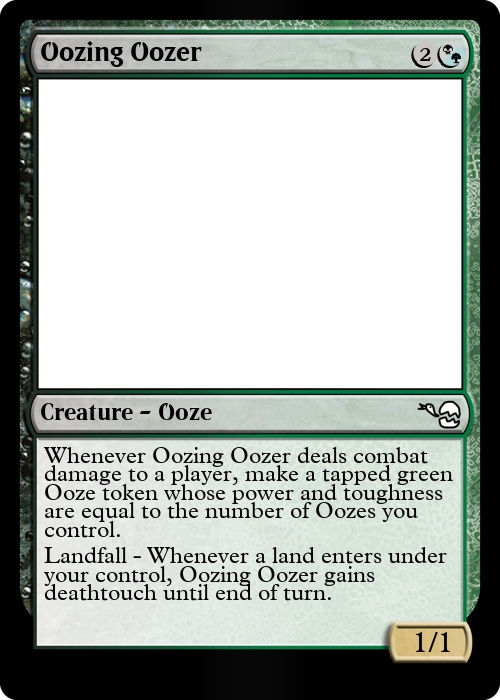 Oozing Oozer 2
Creature - Ooze
Whenever Oozing Oozer deals combat
damage to a player, make a tapped green
Ooze token whose power and toughness
are equal to the number of Oozes you
control.
Landfall - Whenever a land enters under
your control, Oozing Oozer gains
deathtouch until end of turn.
1/1